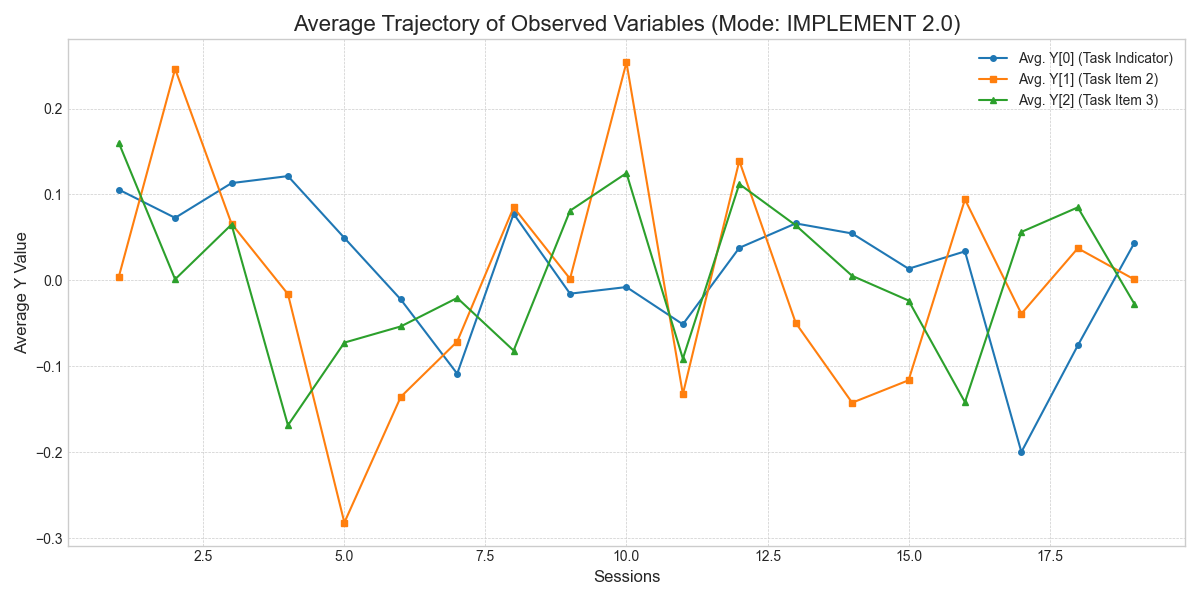 Average Trajectory of Observed Variables (Mode: IMPLEMENT 2.0)
Avg. Y[0] (Task Indicator)
Avg. Y[1] (Task Item 2)
Avg. Y[2] (Task Item 3)
Average Y Value
0.2
0.1
0.0
−0.1
−0.2
−0.3
2.5 5.0 7.5 10.0 12.5 15.0 17.5
Sessions